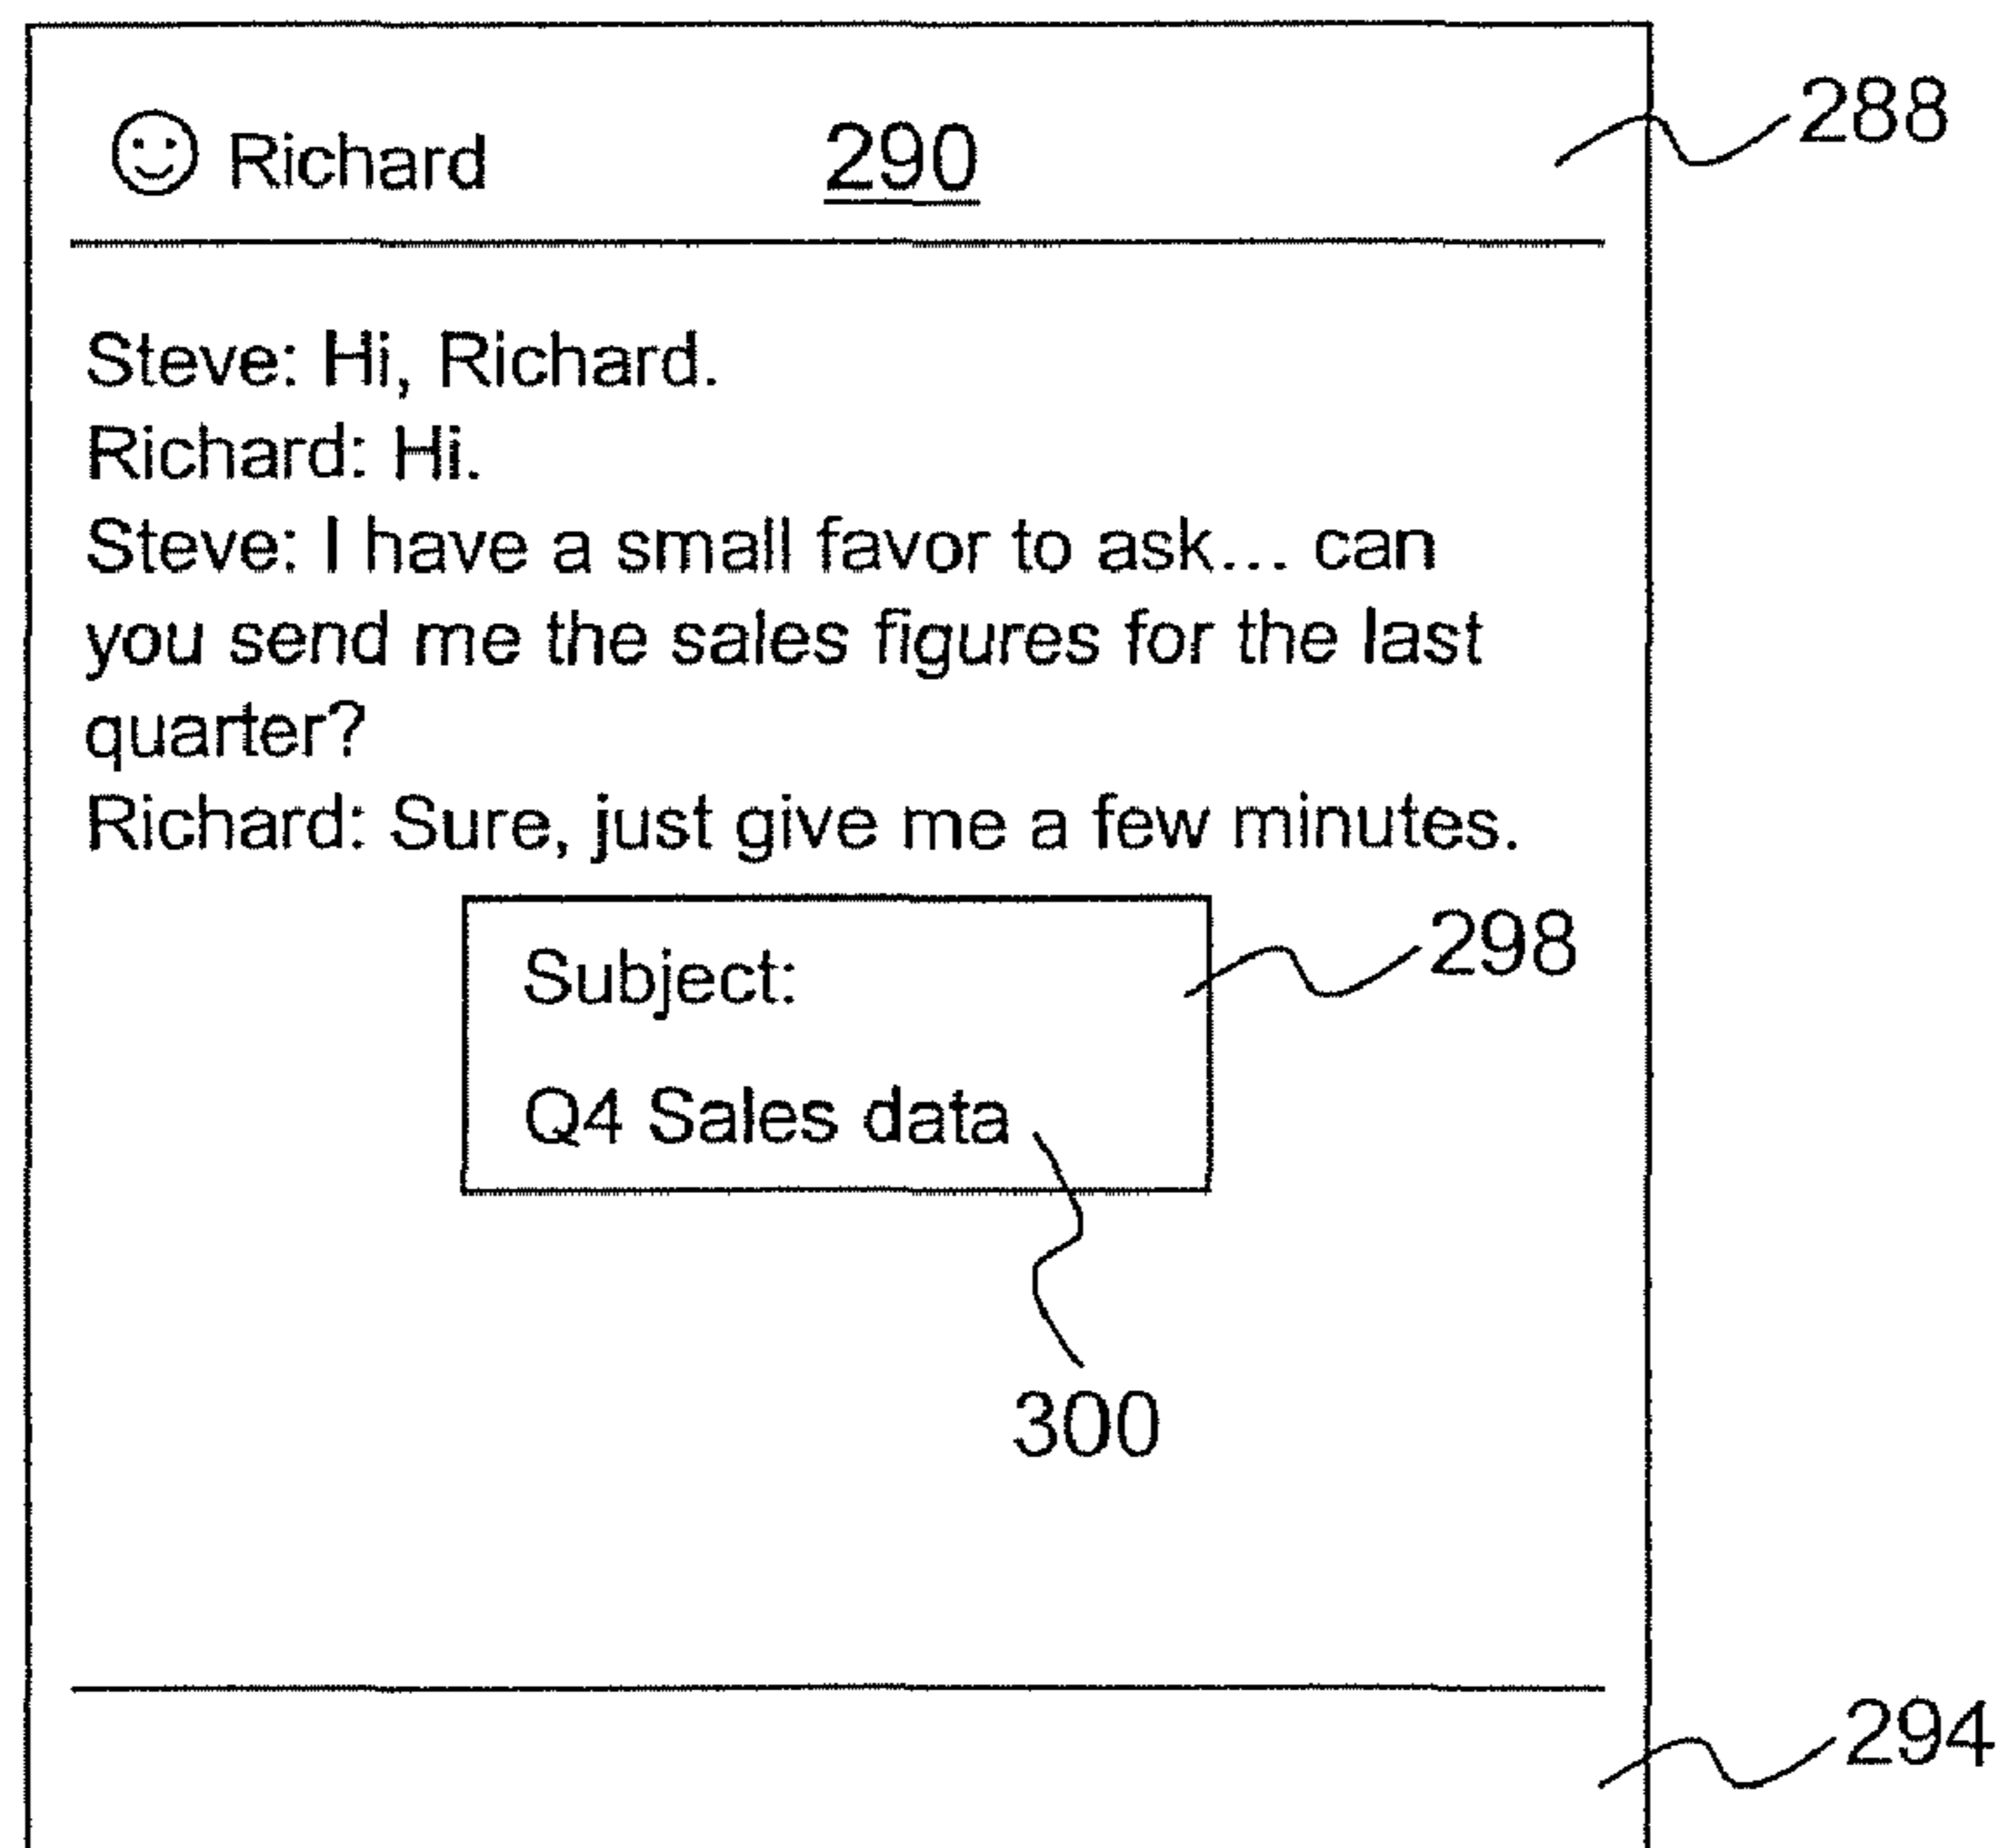 288
Richard 290
Steve: Hi, Richard.
Richard: Hi.
Steve: I have a small favor to ask... can
you send me the sales figures for the last
quarter?
Richard: Sure, just give me a few minutes.
Subject:
298
Q4 Sales data
300
294